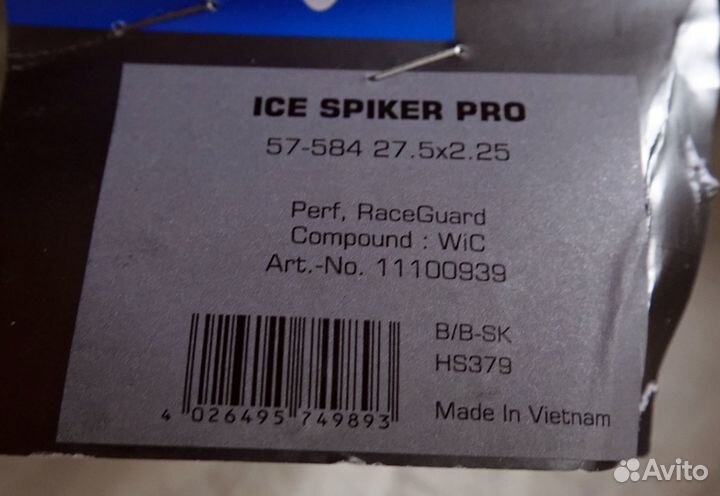 ICE SPIKER PRO
57-584 27.5x2.25
Perf, RaceGuard
Compound : WiC
Art.-No. 11100939
B/B-SK
HS379
4 026495 749893
Made In Vietnam
Avito